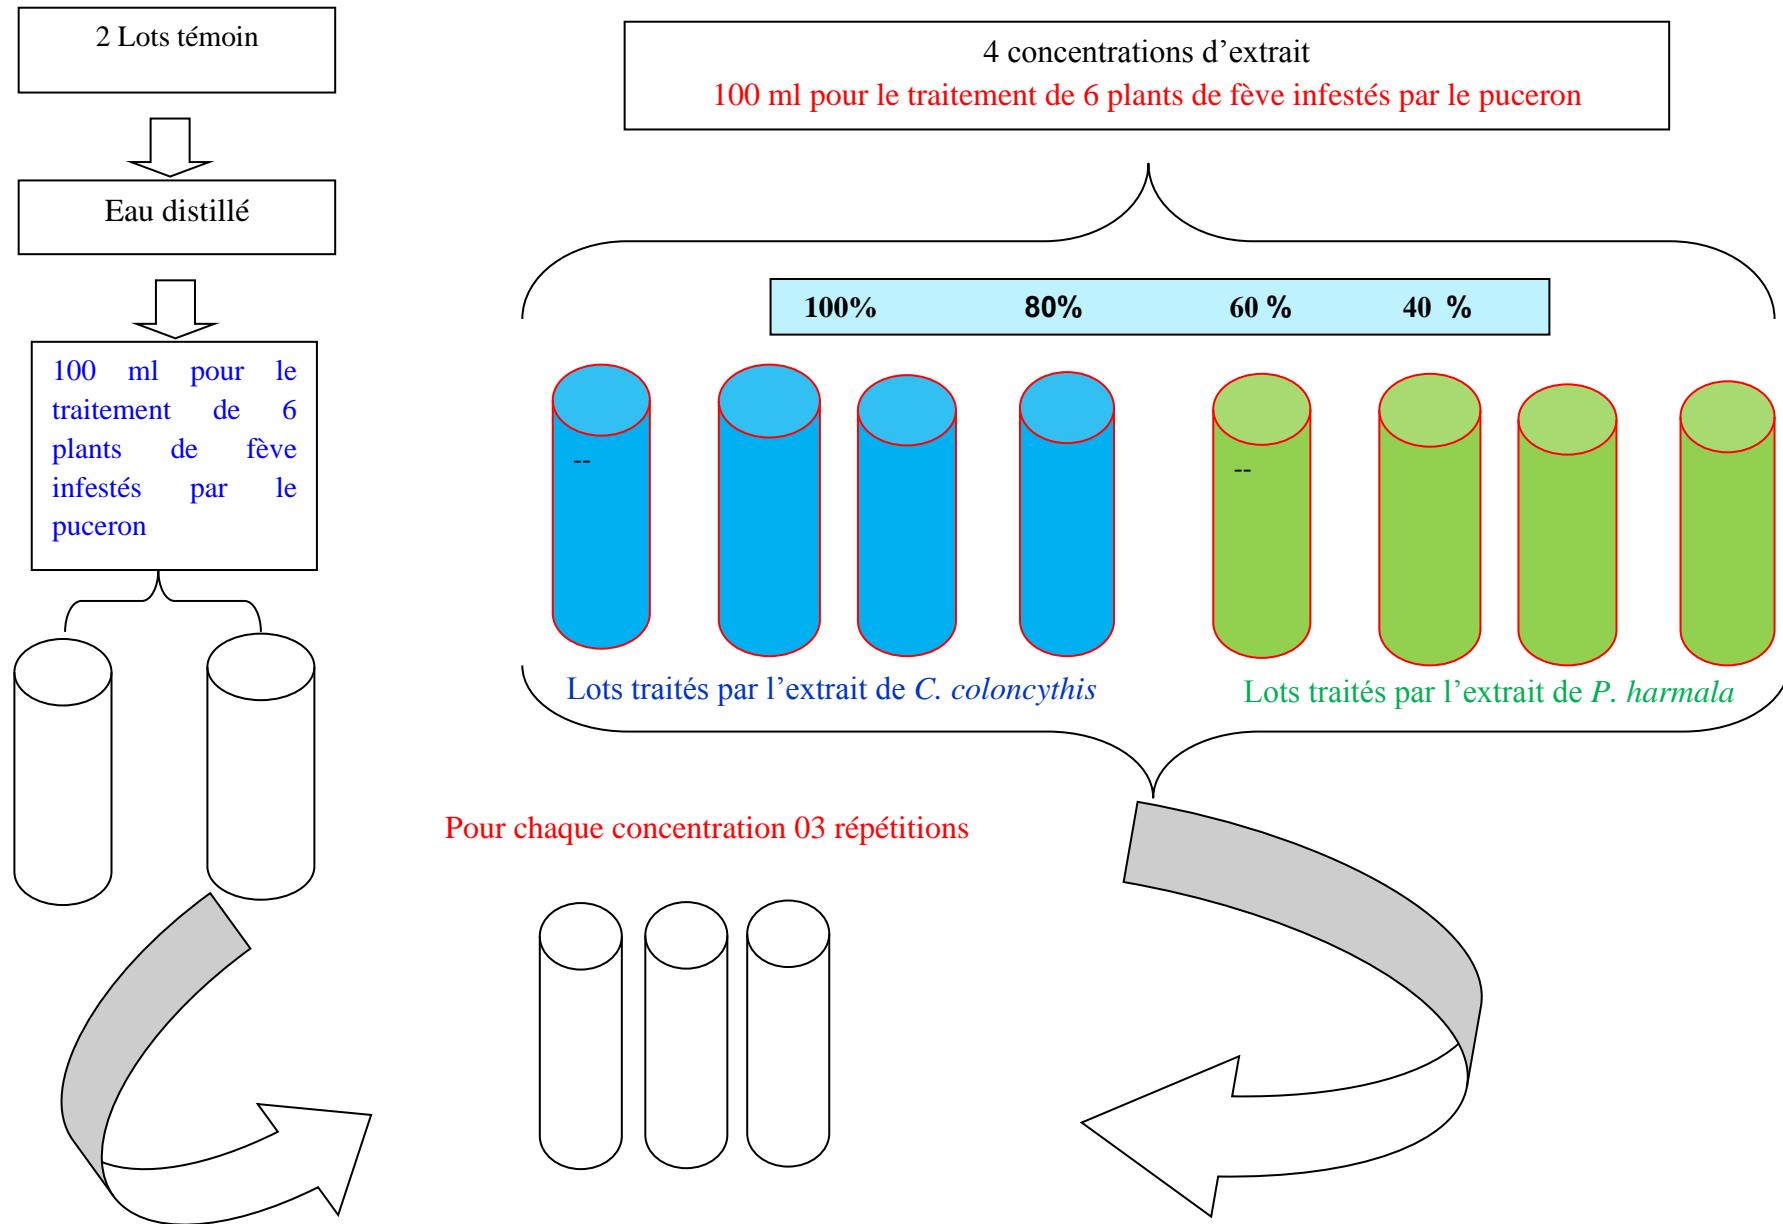 2 Lots témoin
Eau distillé
100 ml pour le
traitement de 6
plants de fève
infestés par le
puceron
4 concentrations d’extrait
100 ml pour le traitement de 6 plants de fève infestés par le puceron
100% 80% 60 % 40 %
--
--
Lots traités par l’extrait de C. coloncythis
Lots traités par l’extrait de P. harmala
Pour chaque concentration 03 répétitions